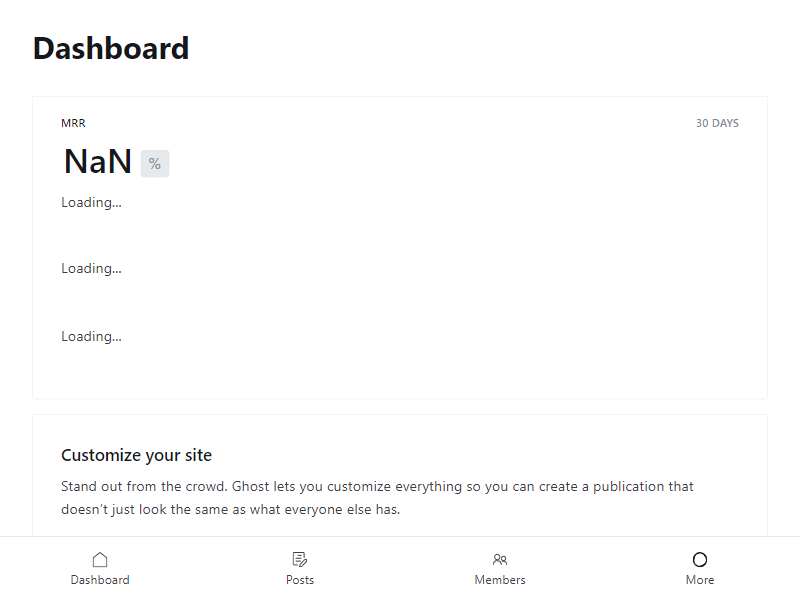 Dashboard
MRR
30 DAYS
NaN %
Loading...
Loading...
Loading...
Customize your site
Stand out from the crowd. Ghost lets you customize everything so you can create a publication that
doesn't just look the same as what everyone else has.
Dashboard
Posts
Members
More